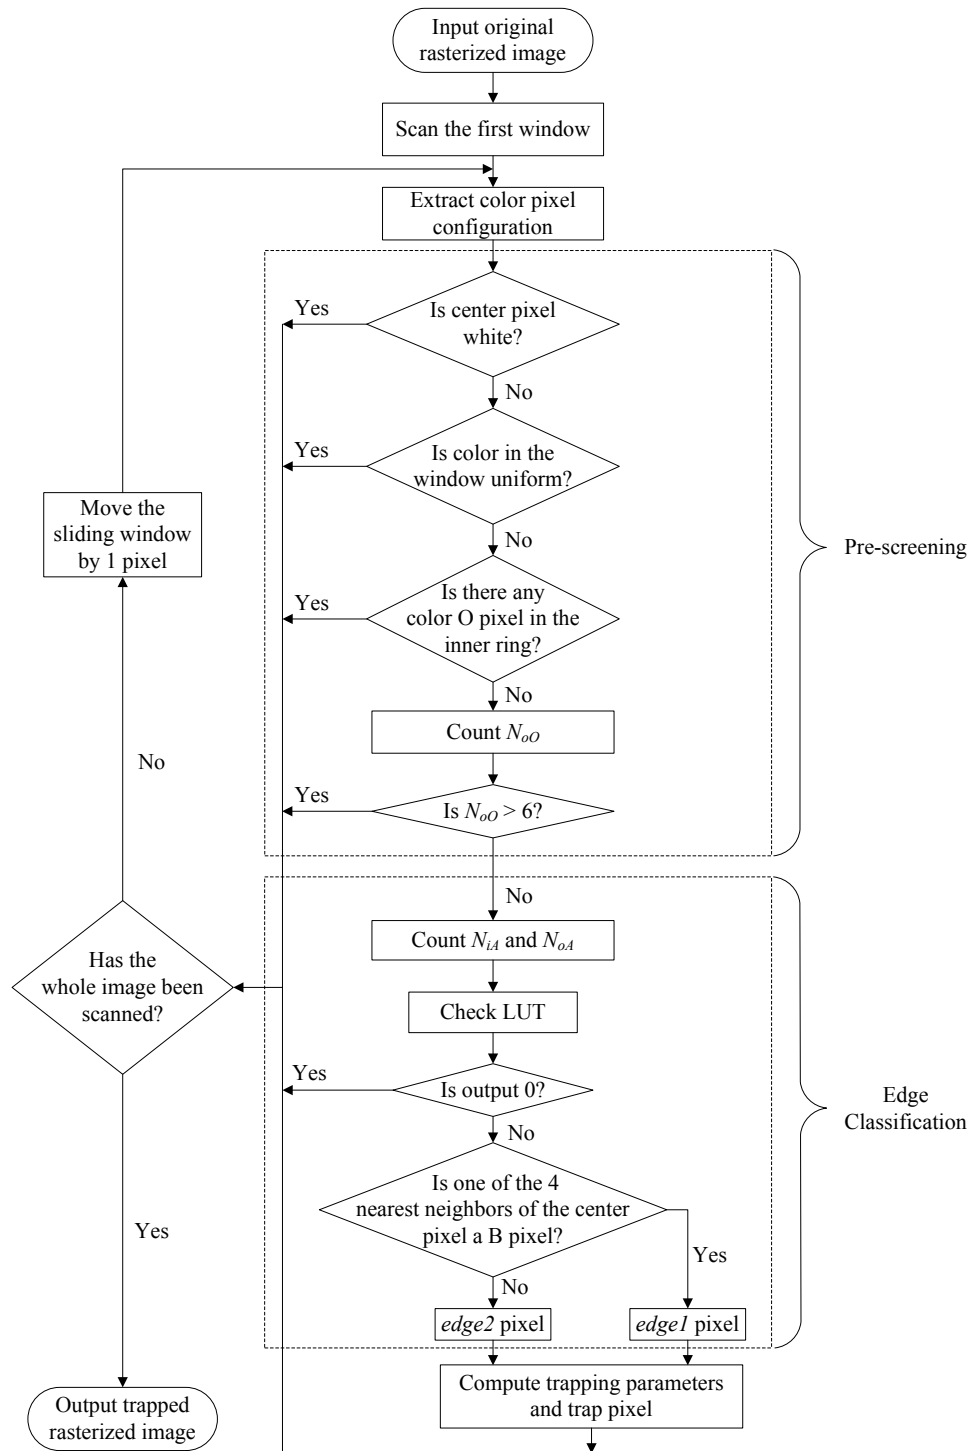 Input original
rasterized image
Scan the first window
Extract color pixel
configuration
Is center pixel
white?
Yes
No
Is color in the
window uniform?
Yes
No
Is there any
color O pixel in the
inner ring?
Yes
No
Count NoO
Is NoO > 6?
Yes
No
Pre-screening
Move the
sliding window
by 1 pixel
No
Has the
whole image been
scanned?
Yes
Output trapped
rasterized image
Count NiA and NoA
Check LUT
Is output 0?
Yes
No
Is one of the 4
nearest neighbors of the center
pixel a B pixel?
Yes
No
edge2 pixel
edge1 pixel
Edge
Classification
Compute trapping parameters
and trap pixel